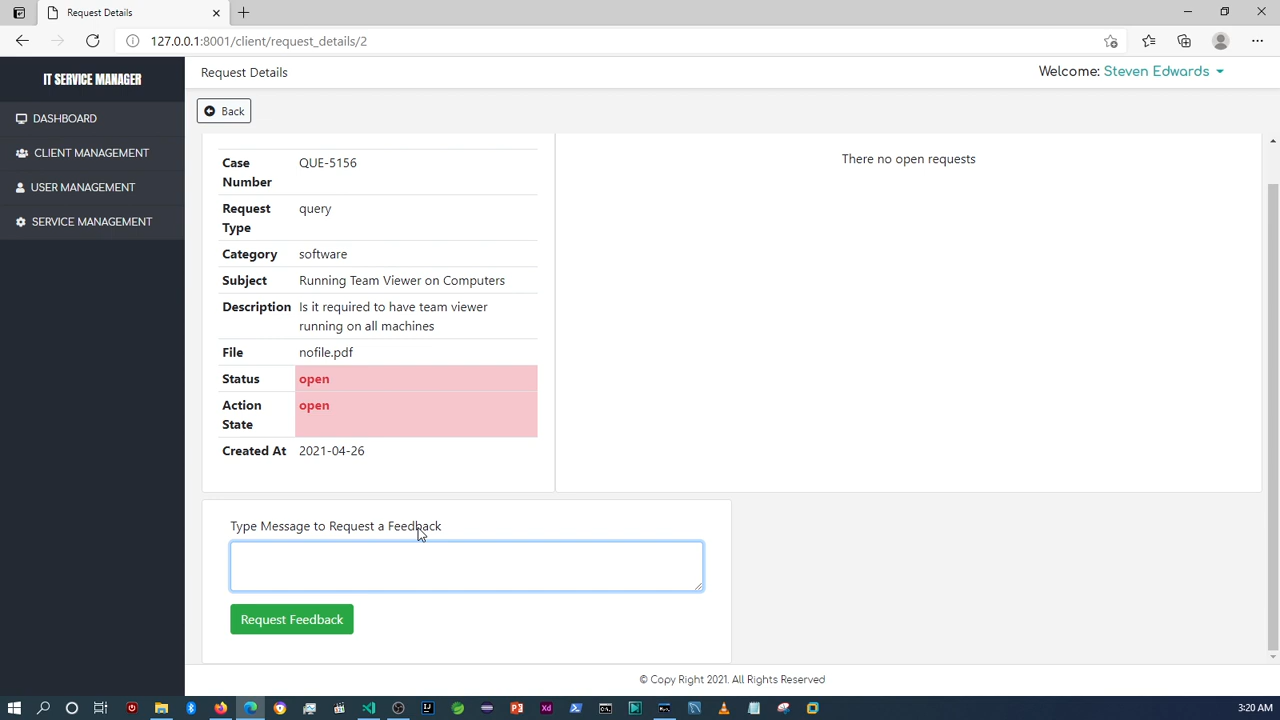 Request Details
127.0.0.1:8001/client/request_details/2
IT SERVICE MANAGER
Request Details
Welcome: Steven Edwards
DASHBOARD
CLIENT MANAGEMENT
USER MANAGEMENT
SERVICE MANAGEMENT
Back
Case
Number
QUE-5156
Request
Type
query
Category
software
Subject
Running Team Viewer on Computers
Description
Is it required to have team viewer
running on all machines
File
nofile.pdf
Status
open
Action
State
open
Created At
2021-04-26
There no open requests
Type Message to Request a Feedback
Request Feedback
© Copy Right 2021. All Rights Reserved
3:20 AM